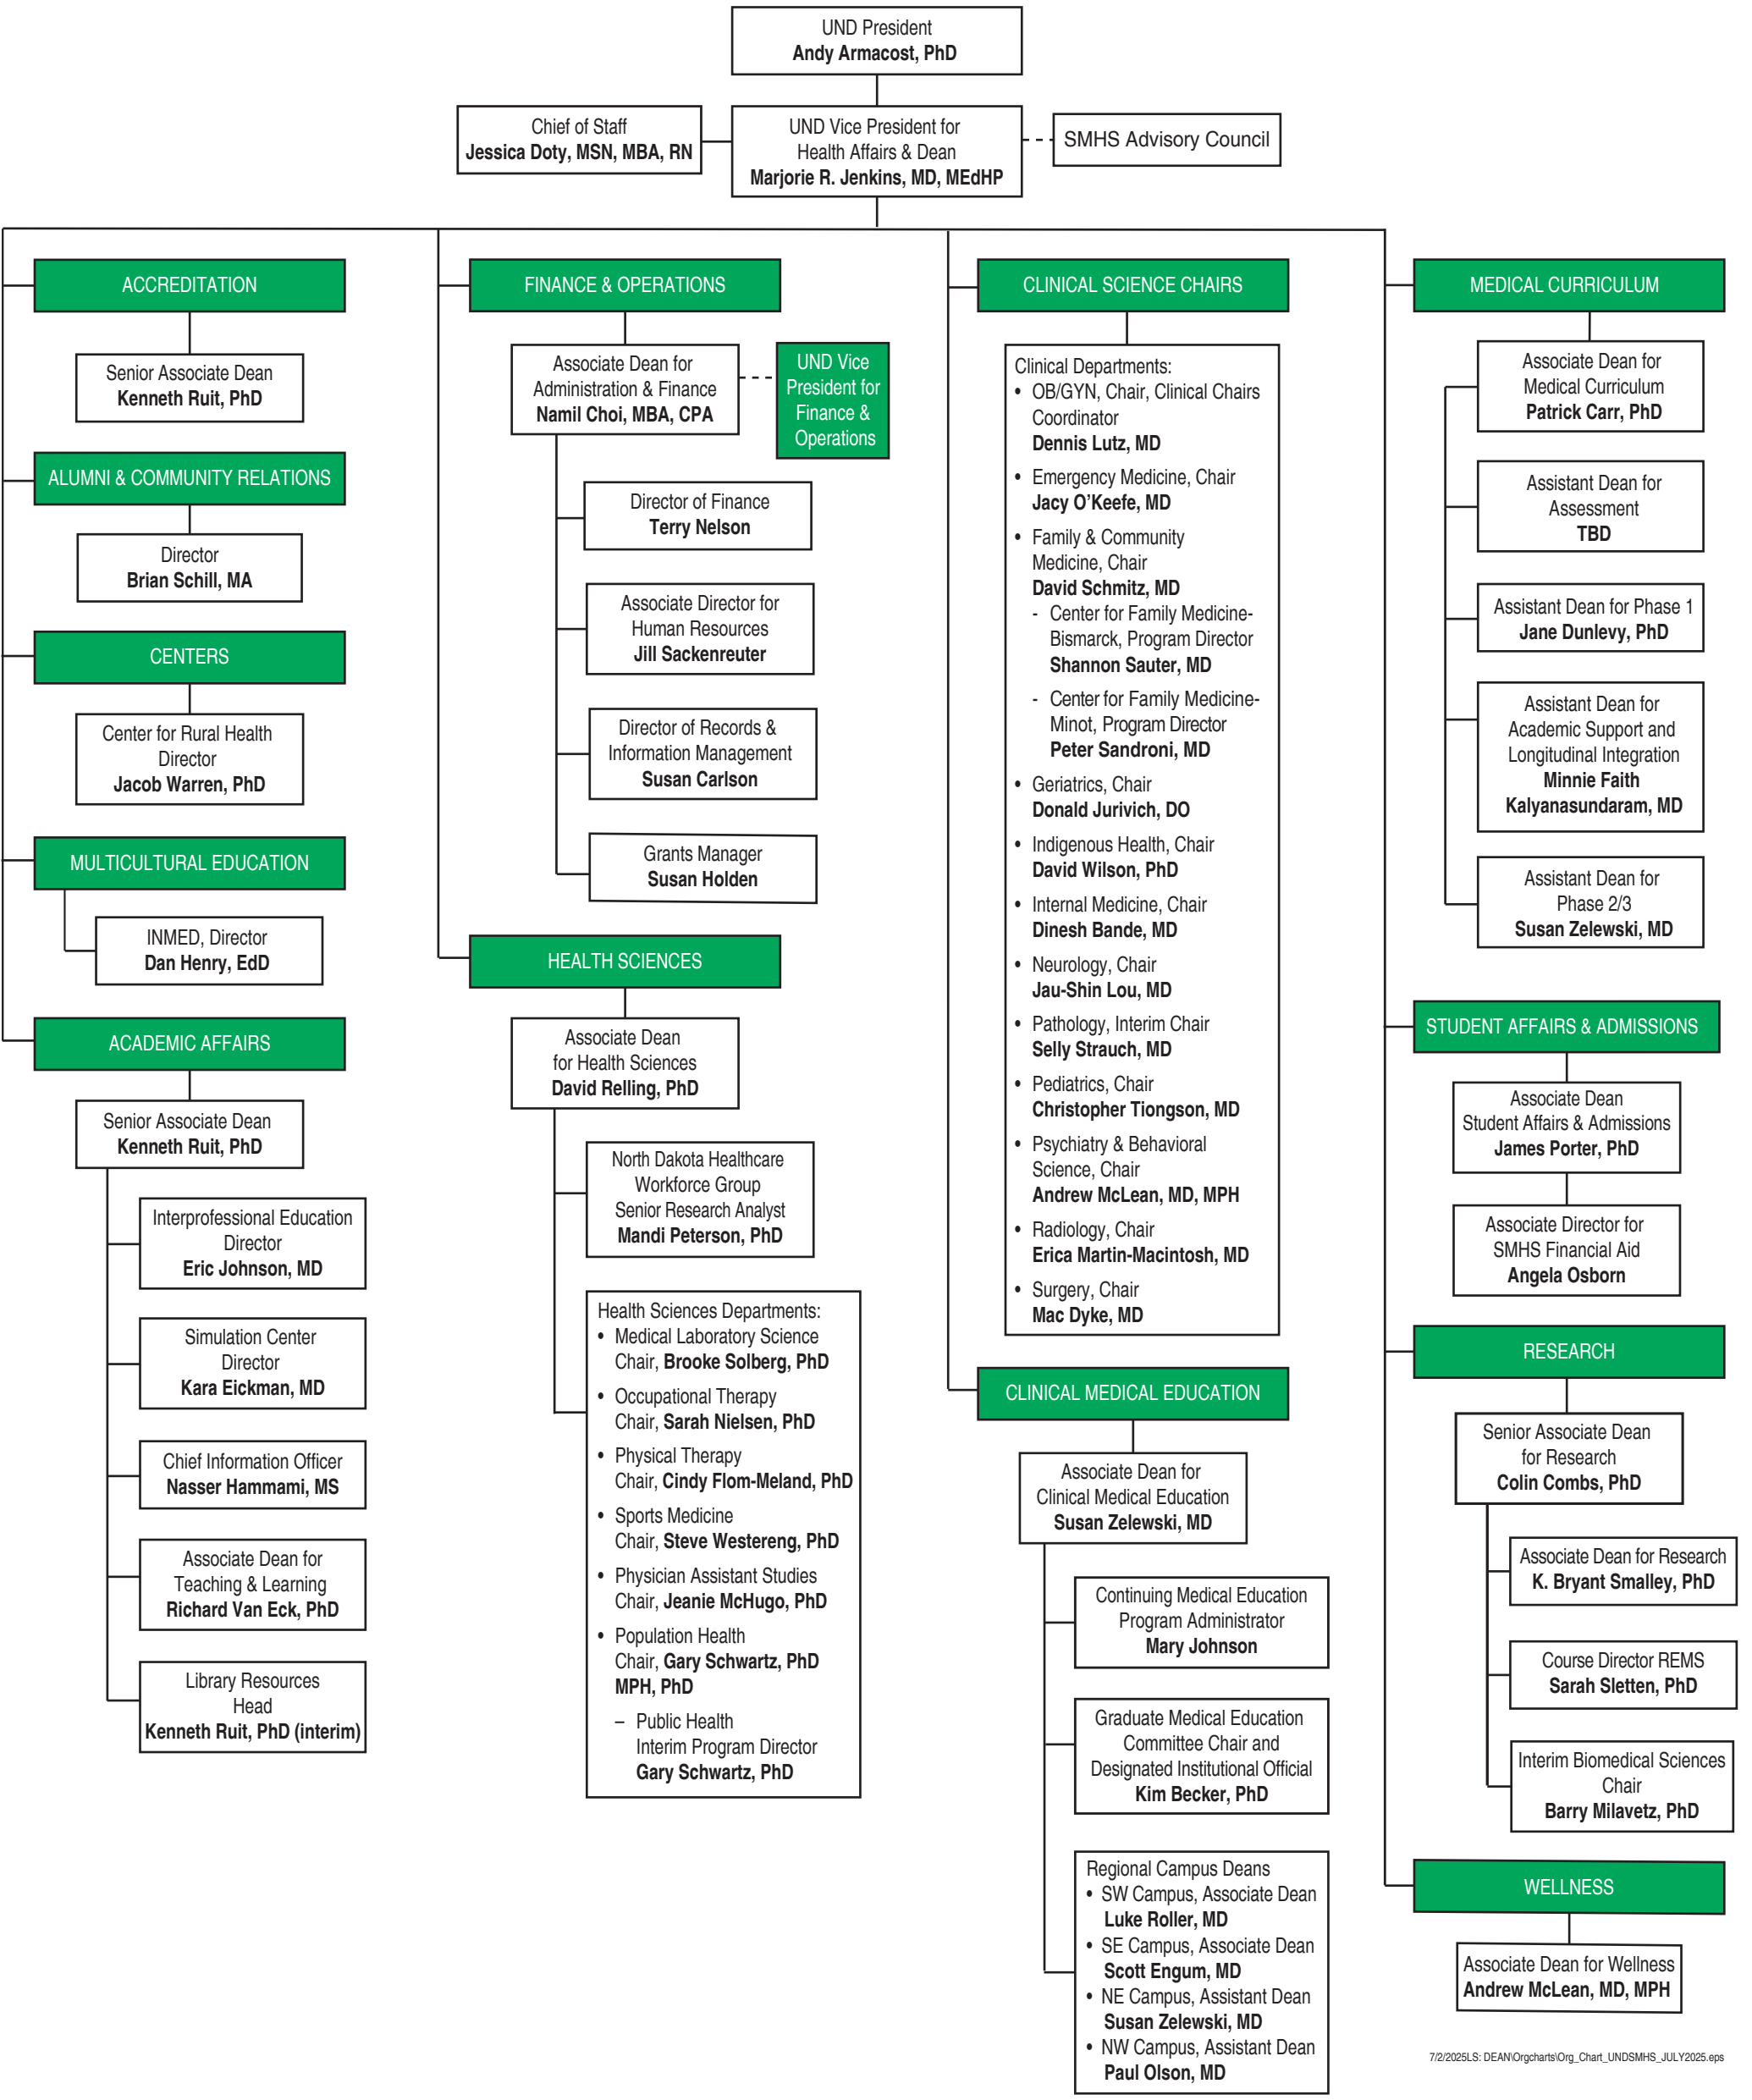 UND President
Andy Armacost, PhD
Chief of Staff
Jessica Doty, MSN, MBA, RN
UND Vice President for
Health Affairs & Dean
Marjorie R. Jenkins, MD, MEdHP
SMHS Advisory Council
ACCREDITATION
Senior Associate Dean
Kenneth Ruit, PhD
ALUMNI & COMMUNITY RELATIONS
Director
Brian Schill, MA
CENTERS
Center for Rural Health
Director
Jacob Warren, PhD
MULTICULTURAL EDUCATION
INMED, Director
Dan Henry, EdD
ACADEMIC AFFAIRS
Senior Associate Dean
Kenneth Ruit, PhD
Interprofessional Education
Director
Eric Johnson, MD
Simulation Center
Director
Kara Eickman, MD
Chief Information Officer
Nasser Hammami, MS
Associate Dean for
Teaching & Learning
Richard Van Eck, PhD
Library Resources
Head
Kenneth Ruit, PhD (interim)
FINANCE & OPERATIONS
Associate Dean for
Administration & Finance
Namil Choi, MBA, CPA
UND Vice
President for
Finance &
Operations
Director of Finance
Terry Nelson
Associate Director for
Human Resources
Jill Sackenreuter
Director of Records &
Information Management
Susan Carlson
Grants Manager
Susan Holden
HEALTH SCIENCES
Associate Dean
for Health Sciences
David Relling, PhD
North Dakota Healthcare
Workforce Group
Senior Research Analyst
Mandi Peterson, PhD
Health Sciences Departments:
• Medical Laboratory Science
Chair, Brooke Solberg, PhD
• Occupational Therapy
Chair, Sarah Nielsen, PhD
• Physical Therapy
Chair, Cindy Flom-Meland, PhD
• Sports Medicine
Chair, Steve Westereng, PhD
• Physician Assistant Studies
Chair, Jeanie McHugo, PhD
• Population Health
Chair, Gary Schwartz, PhD
MPH, PhD
– Public Health
Interim Program Director
Gary Schwartz, PhD
CLINICAL SCIENCE CHAIRS
Clinical Departments:
• OB/GYN, Chair, Clinical Chairs
Coordinator
Dennis Lutz, MD
• Emergency Medicine, Chair
Jacy O'Keefe, MD
• Family & Community
Medicine, Chair
David Schmitz, MD
- Center for Family Medicine-
Bismarck, Program Director
Shannon Sauter, MD
- Center for Family Medicine-
Minot, Program Director
Peter Sandroni, MD
• Geriatrics, Chair
Donald Jurivich, DO
• Indigenous Health, Chair
David Wilson, PhD
• Internal Medicine, Chair
Dinesh Bande, MD
• Neurology, Chair
Jau-Shin Lou, MD
• Pathology, Interim Chair
Selly Strauch, MD
• Pediatrics, Chair
Christopher Tiongson, MD
• Psychiatry & Behavioral
Science, Chair
Andrew McLean, MD, MPH
• Radiology, Chair
Erica Martin-Macintosh, MD
• Surgery, Chair
Mac Dyke, MD
CLINICAL MEDICAL EDUCATION
Associate Dean for
Clinical Medical Education
Susan Zelewski, MD
Continuing Medical Education
Program Administrator
Mary Johnson
Graduate Medical Education
Committee Chair and
Designated Institutional Official
Kim Becker, PhD
Regional Campus Deans
• SW Campus, Associate Dean
Luke Roller, MD
• SE Campus, Associate Dean
Scott Engum, MD
• NE Campus, Assistant Dean
Susan Zelewski, MD
• NW Campus, Assistant Dean
Paul Olson, MD
MEDICAL CURRICULUM
Associate Dean for
Medical Curriculum
Patrick Carr, PhD
Assistant Dean for
Assessment
TBD
Assistant Dean for Phase 1
Jane Dunlevy, PhD
Assistant Dean for
Academic Support and
Longitudinal Integration
Minnie Faith
Kalyanasundaram, MD
Assistant Dean for
Phase 2/3
Susan Zelewski, MD
STUDENT AFFAIRS & ADMISSIONS
Associate Dean
Student Affairs & Admissions
James Porter, PhD
Associate Director for
SMHS Financial Aid
Angela Osborn
RESEARCH
Senior Associate Dean
for Research
Colin Combs, PhD
Associate Dean for Research
K. Bryant Smalley, PhD
Course Director REMS
Sarah Sletten, PhD
Interim Biomedical Sciences
Chair
Barry Milavetz, PhD
WELLNESS
Associate Dean for Wellness
Andrew McLean, MD, MPH
7/2/2025LS: DEAN\Orgcharts\Org_Chart_UNDSMHS_JULY2025.eps